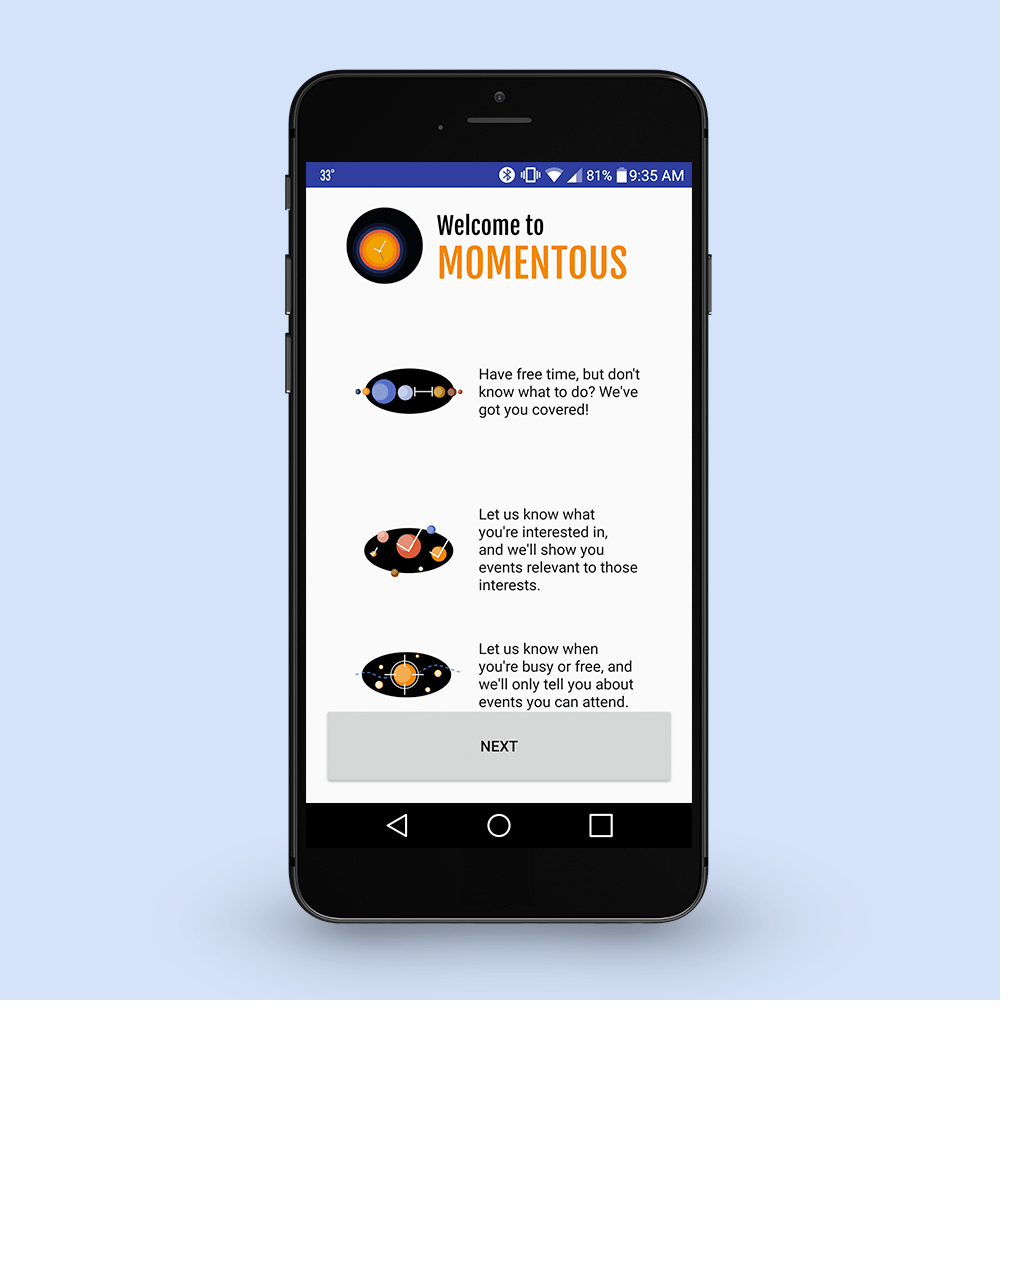 33°
81% 9:35 AM
Welcome to
MOMENTOUS
Have free time, but don't
know what to do? We've
got you covered!
Let us know what
you're interested in,
and we'll show you
events relevant to those
interests.
Let us know when
you're busy or free, and
we'll only tell you about
events you can attend.
NEXT